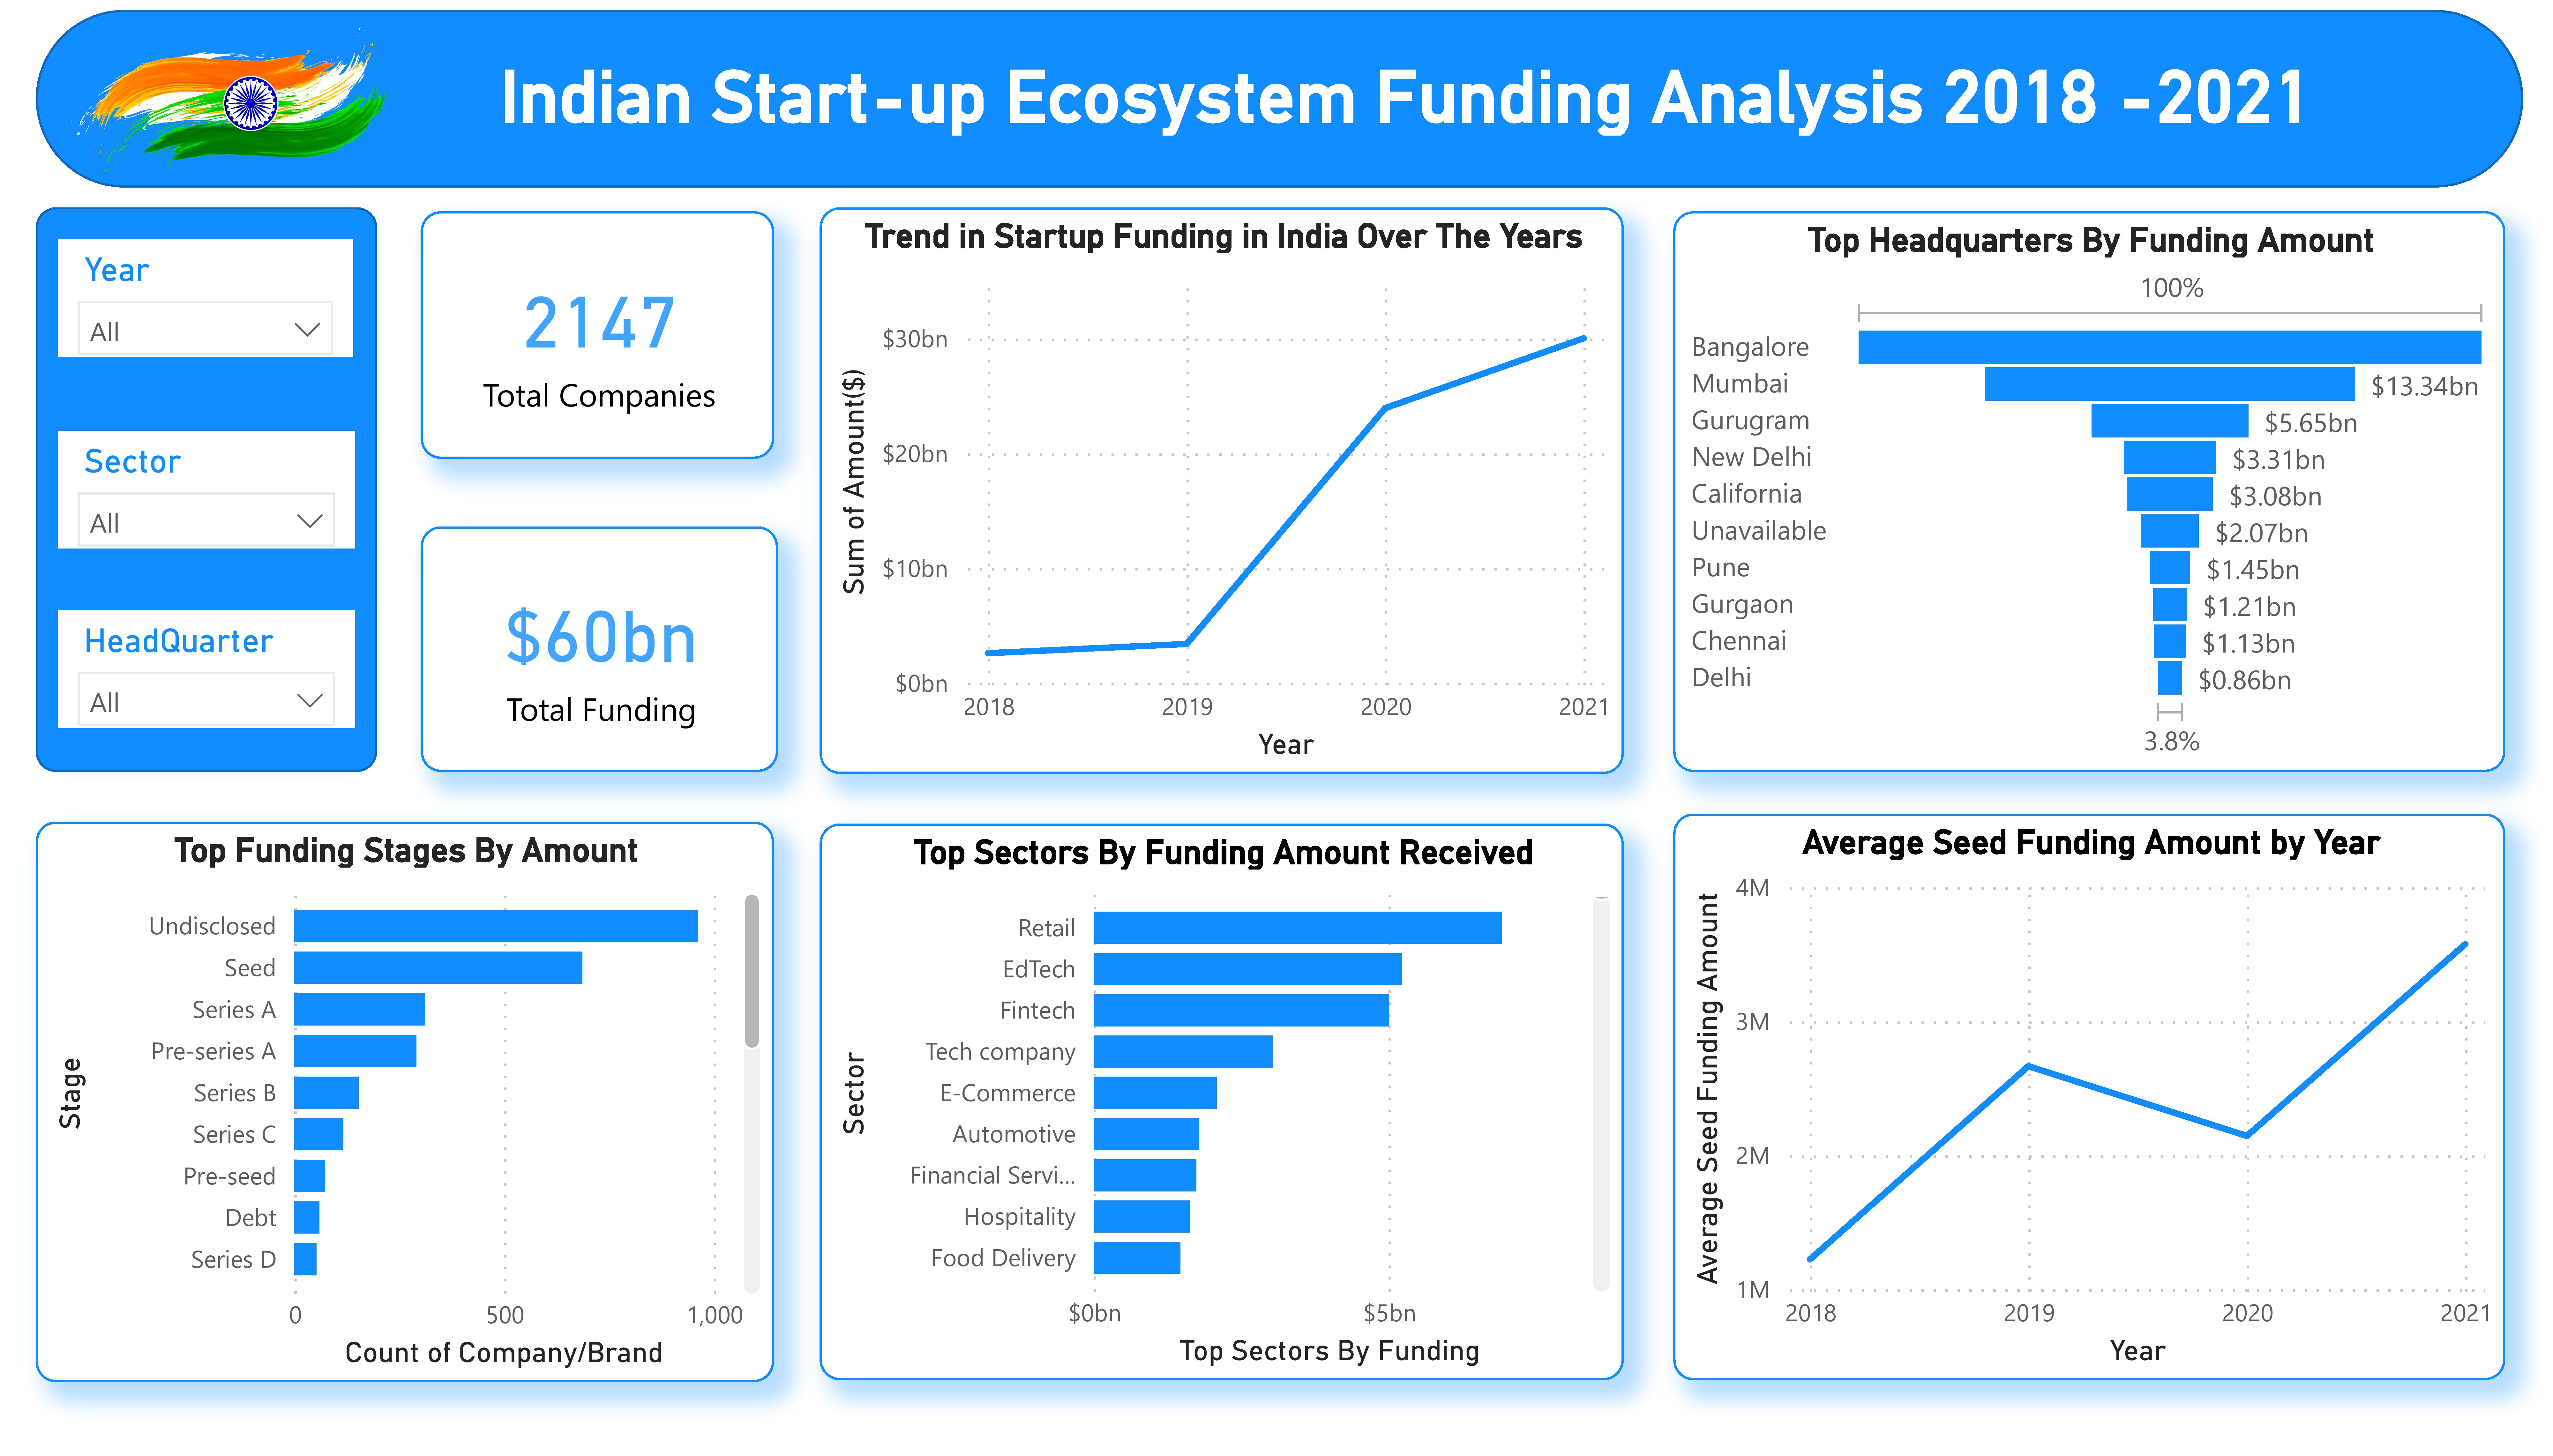 Indian Start-up Ecosystem Funding Analysis 2018 -2021
Year
All
Sector
All
HeadQuarter
All
2147
Total Companies
$60bn
Total Funding
Trend in Startup Funding in India Over The Years
Sum of Amount($)
$30bn
$20bn
$10bn
$0bn
2018 2019 2020 2021
Year
Top Headquarters By Funding Amount
100%
Bangalore
Mumbai $13.34bn
Gurugram $5.65bn
New Delhi $3.31bn
California $3.08bn
Unavailable $2.07bn
Pune $1.45bn
Gurgaon $1.21bn
Chennai $1.13bn
Delhi $0.86bn
3.8%
Top Funding Stages By Amount
Stage
Undisclosed
Seed
Series A
Pre-series A
Series B
Series C
Pre-seed
Debt
Series D
0 500 1,000
Count of Company/Brand
Top Sectors By Funding Amount Received
Sector
Retail
EdTech
Fintech
Tech company
E-Commerce
Automotive
Financial Servi...
Hospitality
Food Delivery
$0bn $5bn
Top Sectors By Funding
Average Seed Funding Amount by Year
Average Seed Funding Amount
4M
3M
2M
1M
2018 2019 2020 2021
Year